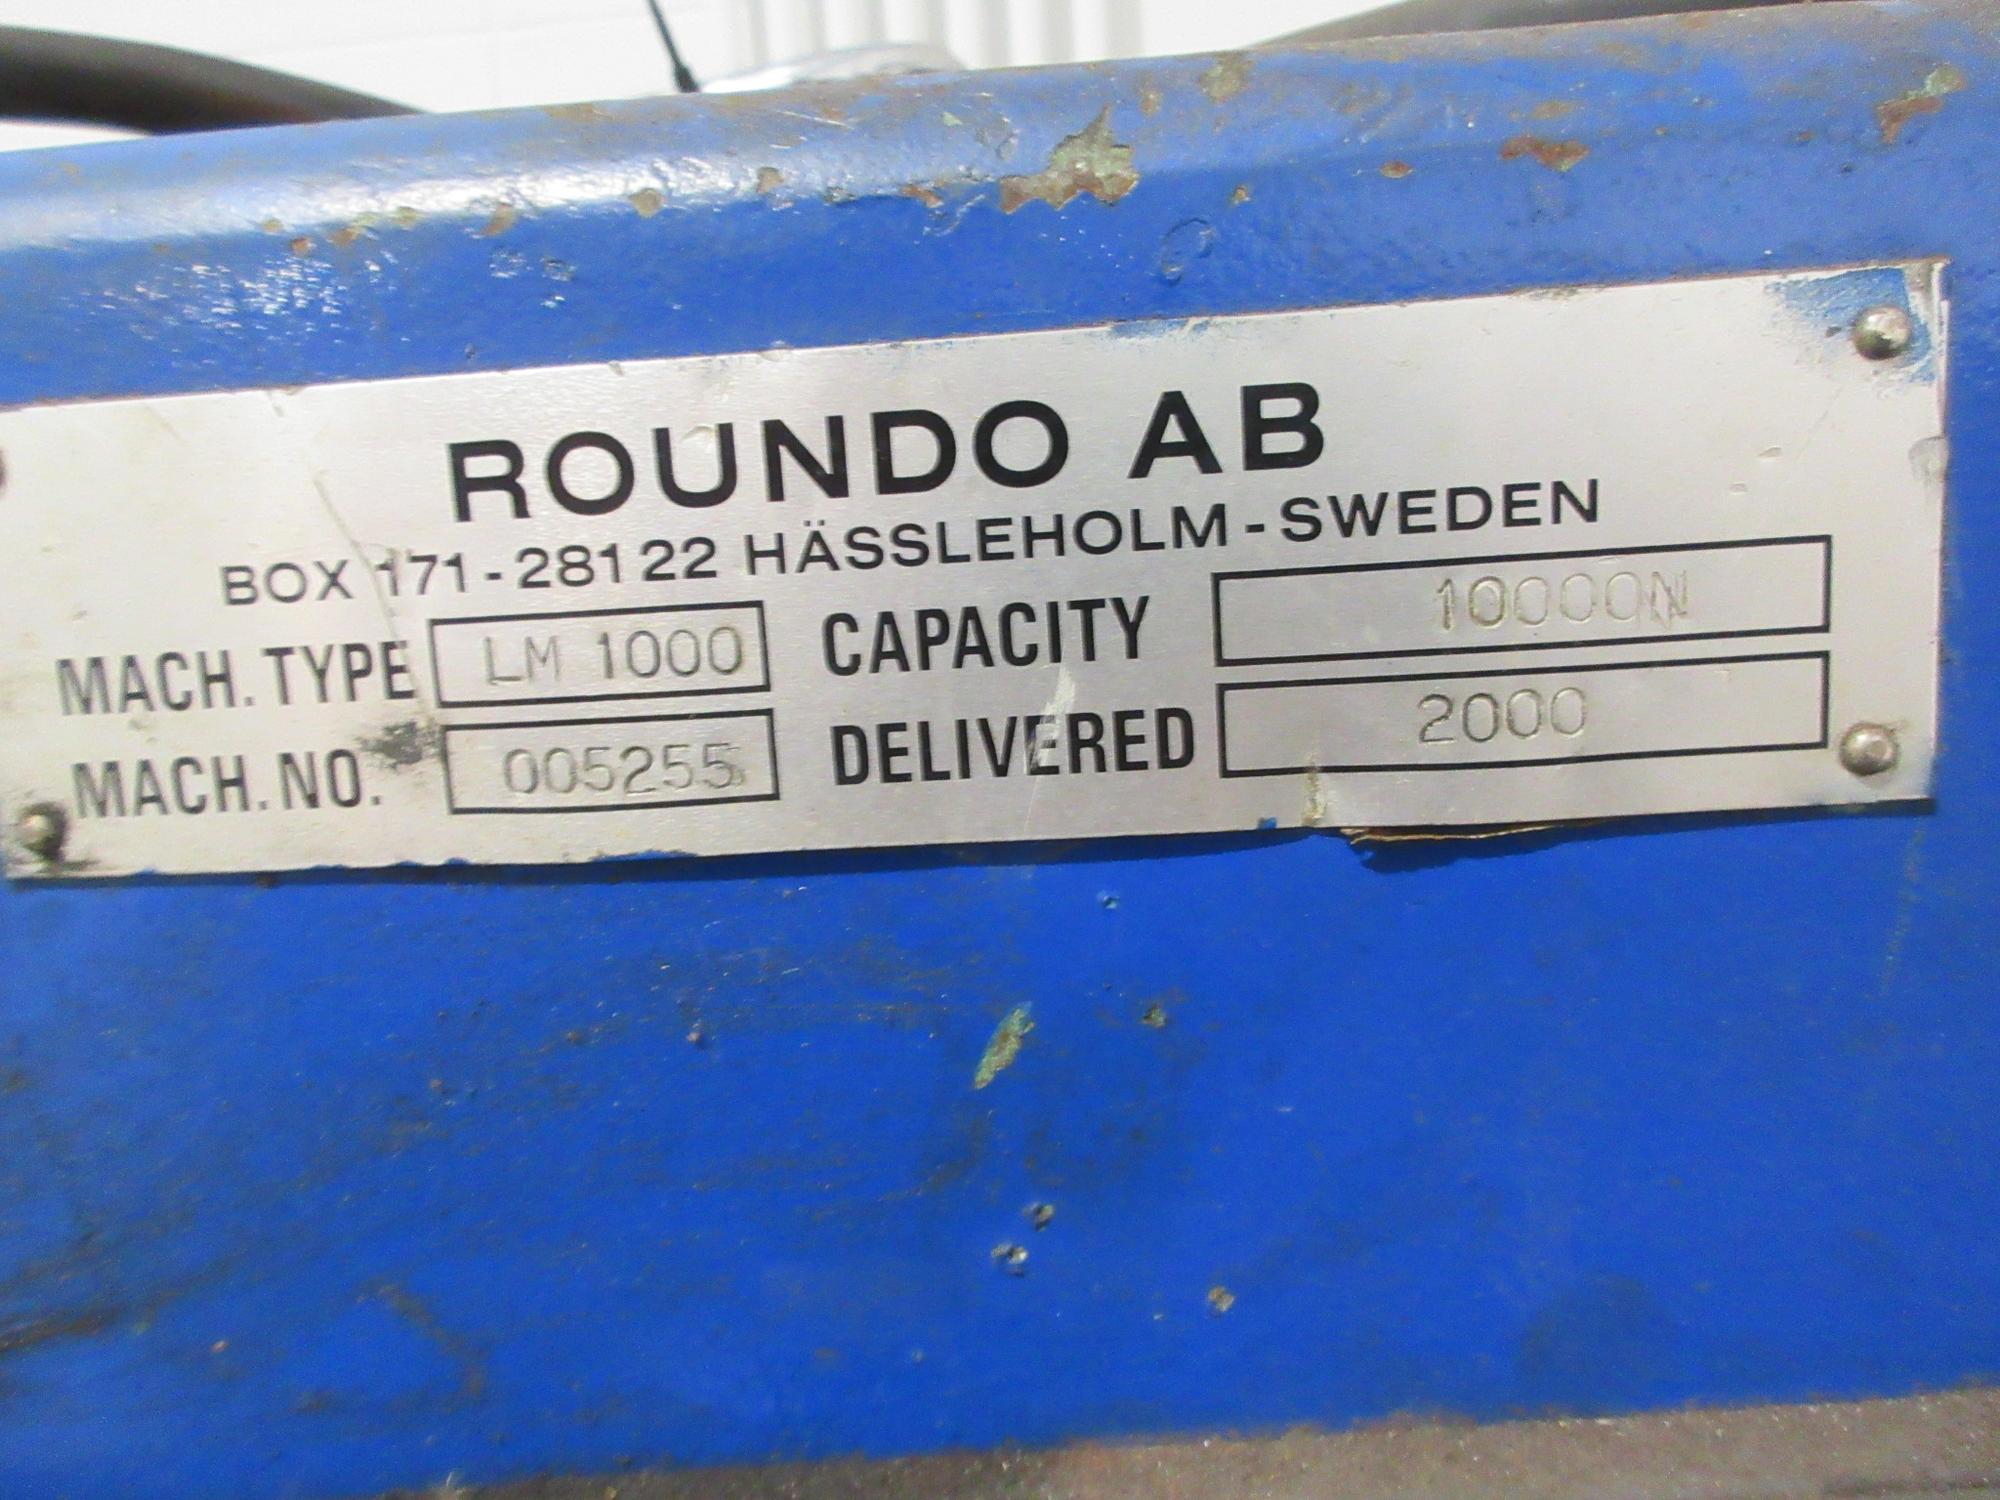 ROUNDO AB
BOX 171 - 281 22 HÄSSLEHOLM - SWEDEN
MACH. TYPE LM 1000 CAPACITY 10000N
MACH. NO. 005255 DELIVERED 2000